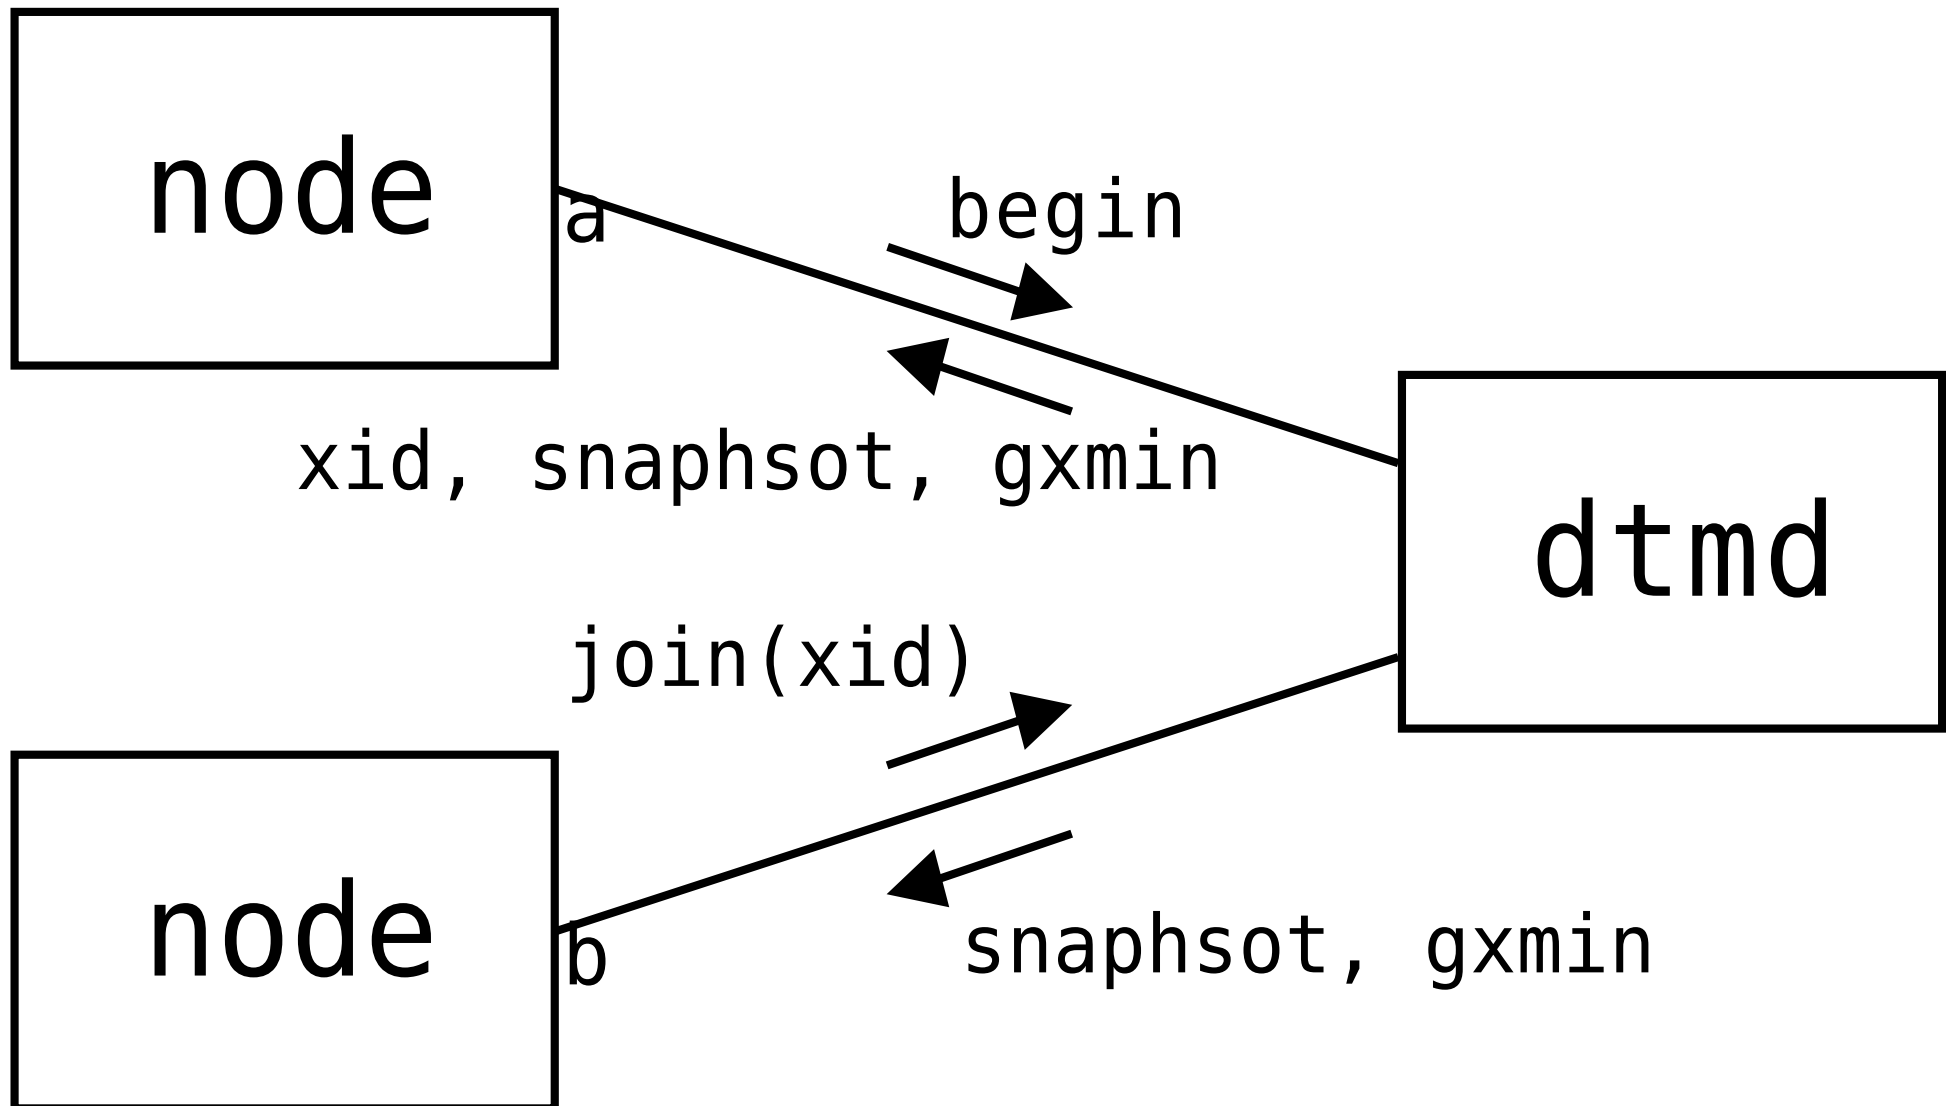 node
a
begin
xid, snaphsot, gxmin
dtmd
join(xid)
node
b
snaphsot, gxmin